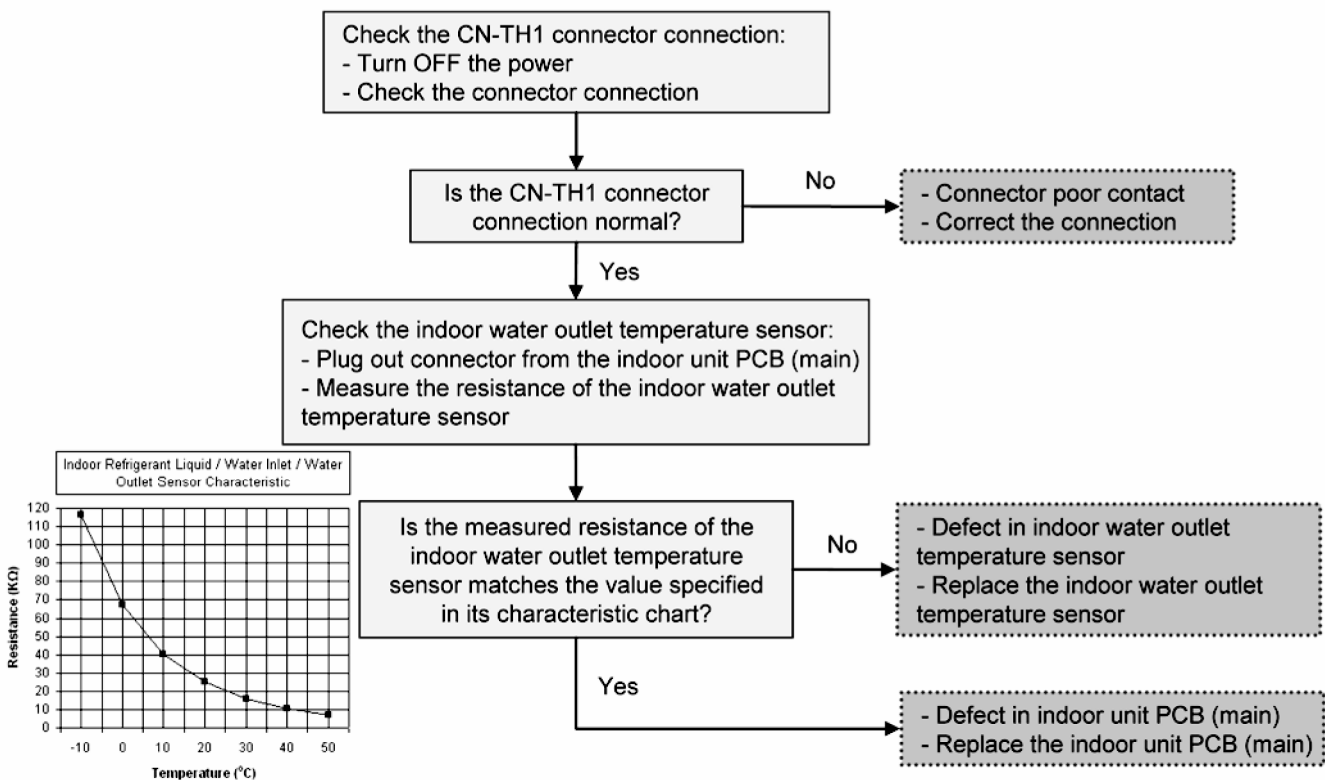 Check the CN-TH1 connector connection:
- Turn OFF the power
- Check the connector connection
Is the CN-TH1 connector
connection normal?
No
- Connector poor contact
- Correct the connection
Yes
Check the indoor water outlet temperature sensor:
- Plug out connector from the indoor unit PCB (main)
- Measure the resistance of the indoor water outlet
temperature sensor
Indoor Refrigerant Liquid / Water Inlet / Water
Outlet Sensor Characteristic
Resistance (KΩ)
120
110
100
90
80
70
60
50
40
30
20
10
0
-10 0 10 20 30 40 50
Temperature (°C)
Is the measured resistance of the
indoor water outlet temperature
sensor matches the value specified
in its characteristic chart?
No
- Defect in indoor water outlet
temperature sensor
- Replace the indoor water outlet
temperature sensor
Yes
- Defect in indoor unit PCB (main)
- Replace the indoor unit PCB (main)